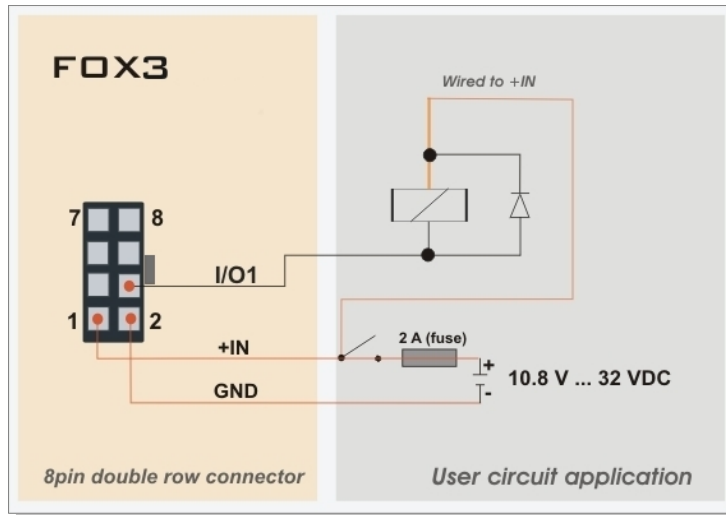 FOX3
Wired to +IN
7 8
I/O1
1 2
2 A (fuse)
+IN
+
10.8 V ... 32 VDC
GND
-
8pin double row connector
User circuit application